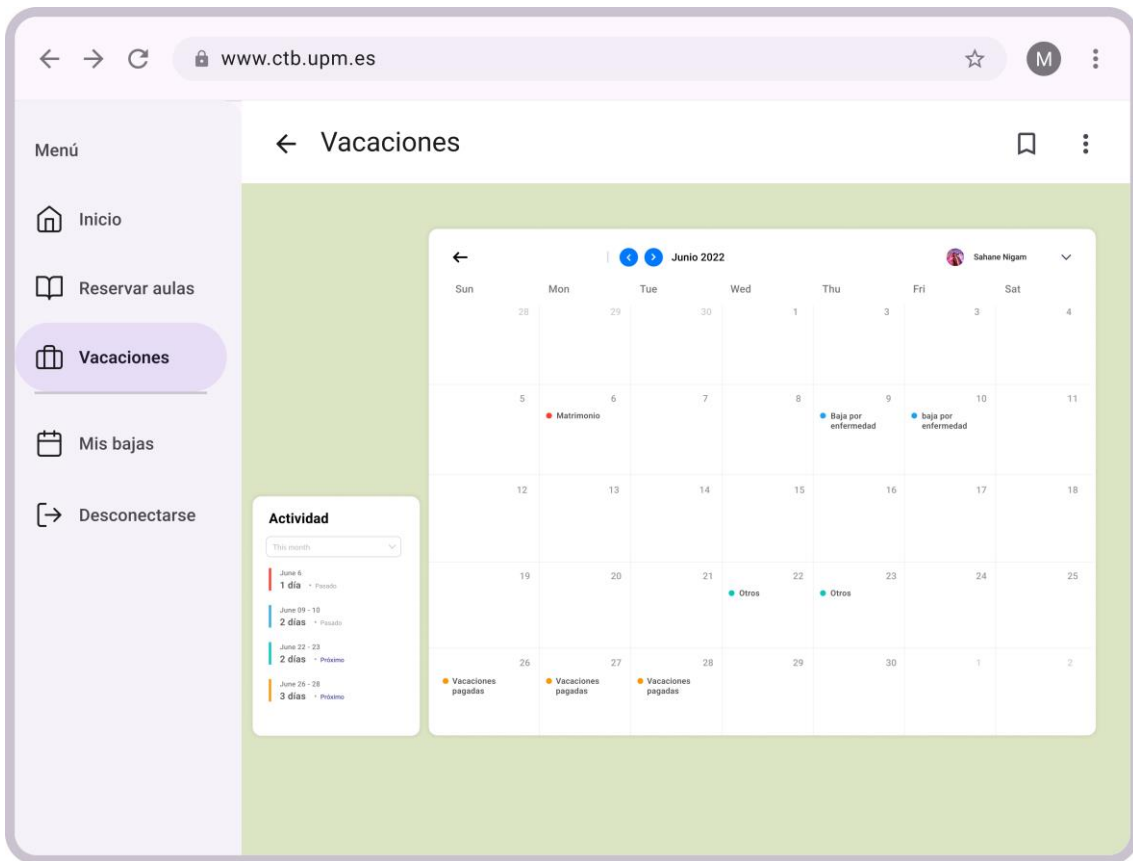 www.ctb.upm.es
M
Menú
Inicio
Reservar aulas
Vacaciones
Mis bajas
Desconectarse
Vacaciones
Junio 2022
Sahane Nigam
Sun Mon Tue Wed Thu Fri Sat
28 29 30 1 3 3 4
5 6 7 8 9 10 11
Matrimonio
Baja por
enfermedad
baja por
enfermedad
12 13 14 15 16 17 18
19 20 21 22 23 24 25
Otros
Otros
26 27 28 29 30 1 2
Vacaciones
pagadas
Vacaciones
pagadas
Vacaciones
pagadas
Actividad
This month
June 6
1 día • Pasado
June 09 - 10
2 días • Pasado
June 22 - 23
2 días • Próximo
June 26 - 28
3 días • Próximo